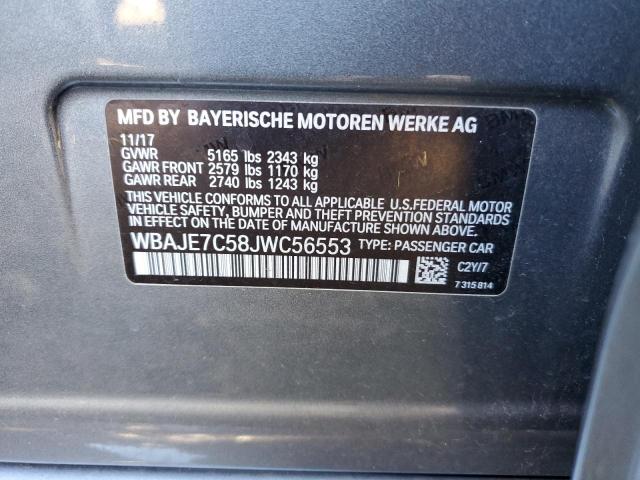 MFD BY BAYERISCHE MOTOREN WERKE AG
11/17
GVWR 5165 lbs 2343 kg
GAWR FRONT 2579 lbs 1170 kg
GAWR REAR 2740 lbs 1243 kg
THIS VEHICLE CONFORMS TO ALL APPLICABLE U.S.FEDERAL MOTOR
VEHICLE SAFETY, BUMPER AND THEFT PREVENTION STANDARDS
IN EFFECT ON THE DATE OF MANUFACTURE SHOWN ABOVE.
WBAJE7C58JWC56553 TYPE: PASSENGER CAR
C2Y/7
7 315 814